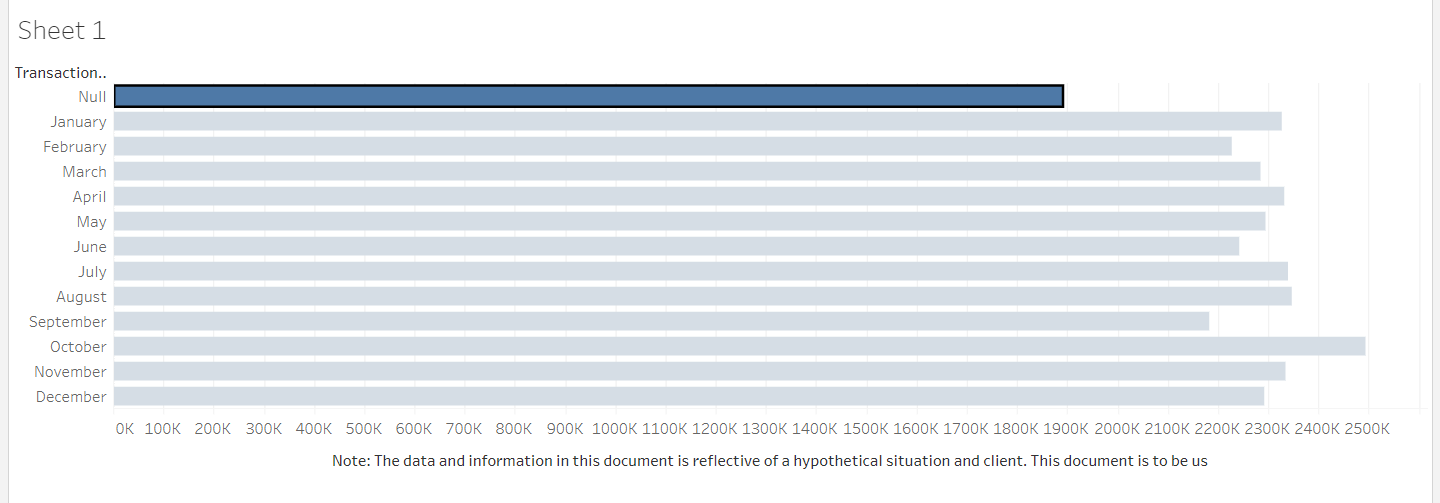 Sheet 1
Transaction..
Null
January
February
March
April
May
June
July
August
September
October
November
December
0K 100K 200K 300K 400K 500K 600K 700K 800K 900K 1000K 1100K 1200K 1300K 1400K 1500K 1600K 1700K 1800K 1900K 2000K 2100K 2200K 2300K 2400K 2500K
Note: The data and information in this document is reflective of a hypothetical situation and client. This document is to be us